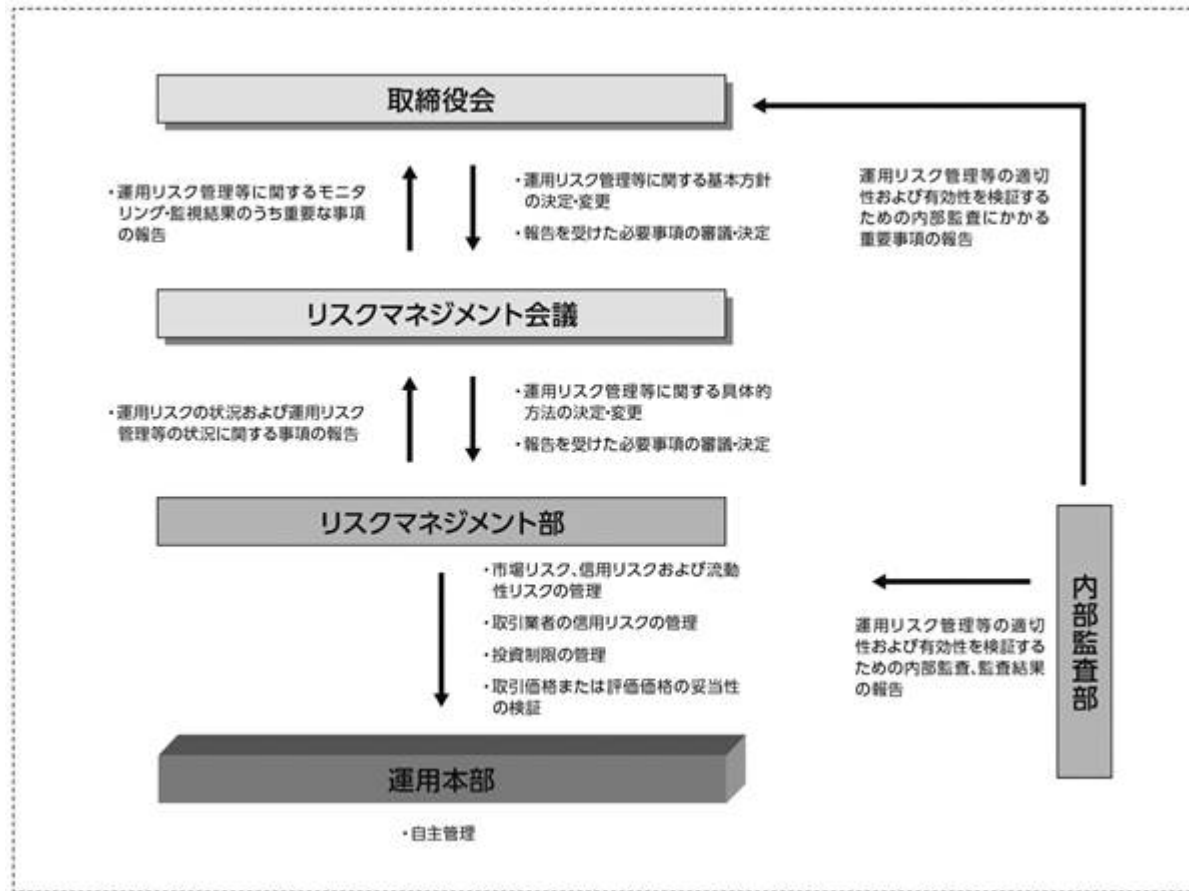 取締役会
・運用リスク管理等に関するモニタ
リング・監視結果のうち重要な事項
の報告
・運用リスク管理等に関する基本方針
の決定・変更
・報告を受けた必要事項の審議・決定
運用リスク管理等の適切
性および有効性を検証する
ための内部監査にかかる
重要事項の報告
リスクマネジメント会議
・運用リスクの状況および運用リスク
管理等の状況に関する事項の報告
・運用リスク管理等に関する具体的
方法の決定・変更
・報告を受けた必要事項の審議・決定
リスクマネジメント部
・市場リスク、信用リスクおよび流動
性リスクの管理
・取引業者の信用リスクの管理
・投資制限の管理
・取引価格または評価価格の妥当性
の検証
運用リスク管理等の適切
性および有効性を検証する
ための内部監査、監査結果
の報告
内部監査部
運用本部
・自主管理